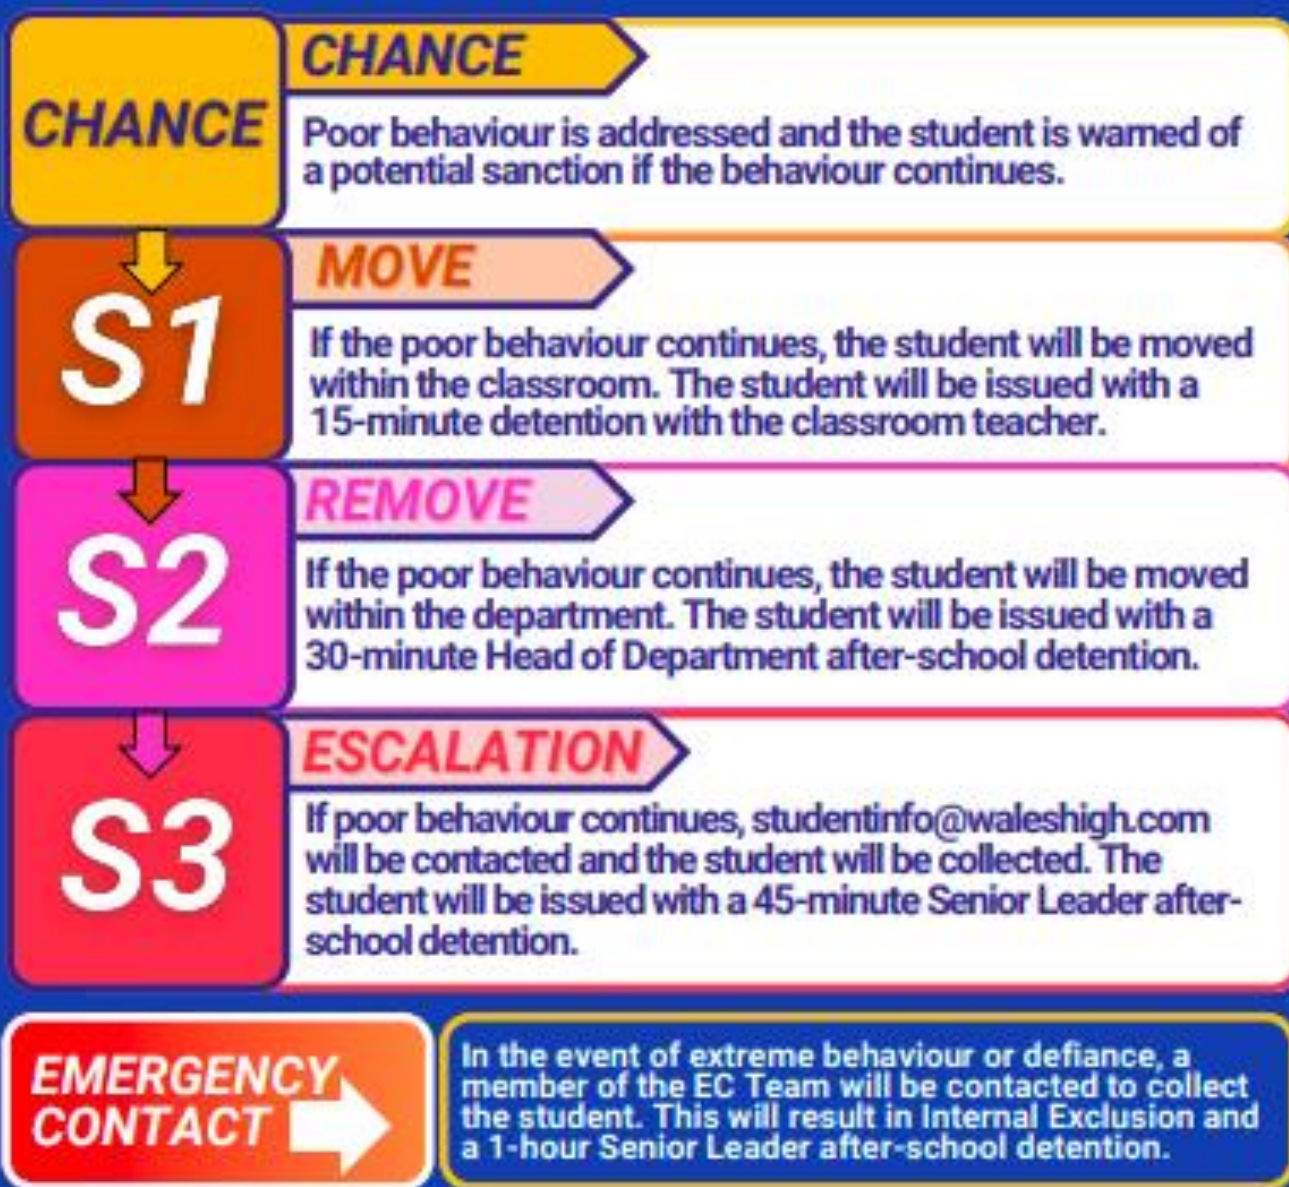 CHANCE
CHANCE
Poor behaviour is addressed and the student is warned of
a potential sanction if the behaviour continues.
S1
MOVE
If the poor behaviour continues, the student will be moved
within the classroom. The student will be issued with a
15-minute detention with the classroom teacher.
S2
REMOVE
If the poor behaviour continues, the student will be moved
within the department. The student will be issued with a
30-minute Head of Department after-school detention.
S3
ESCALATION
If poor behaviour continues, studentinfo@waleshigh.com
will be contacted and the student will be collected. The
student will be issued with a 45-minute Senior Leader after-
school detention.
EMERGENCY
CONTACT
In the event of extreme behaviour or defiance, a
member of the EC Team will be contacted to collect
the student. This will result in Internal Exclusion and
a 1-hour Senior Leader after-school detention.